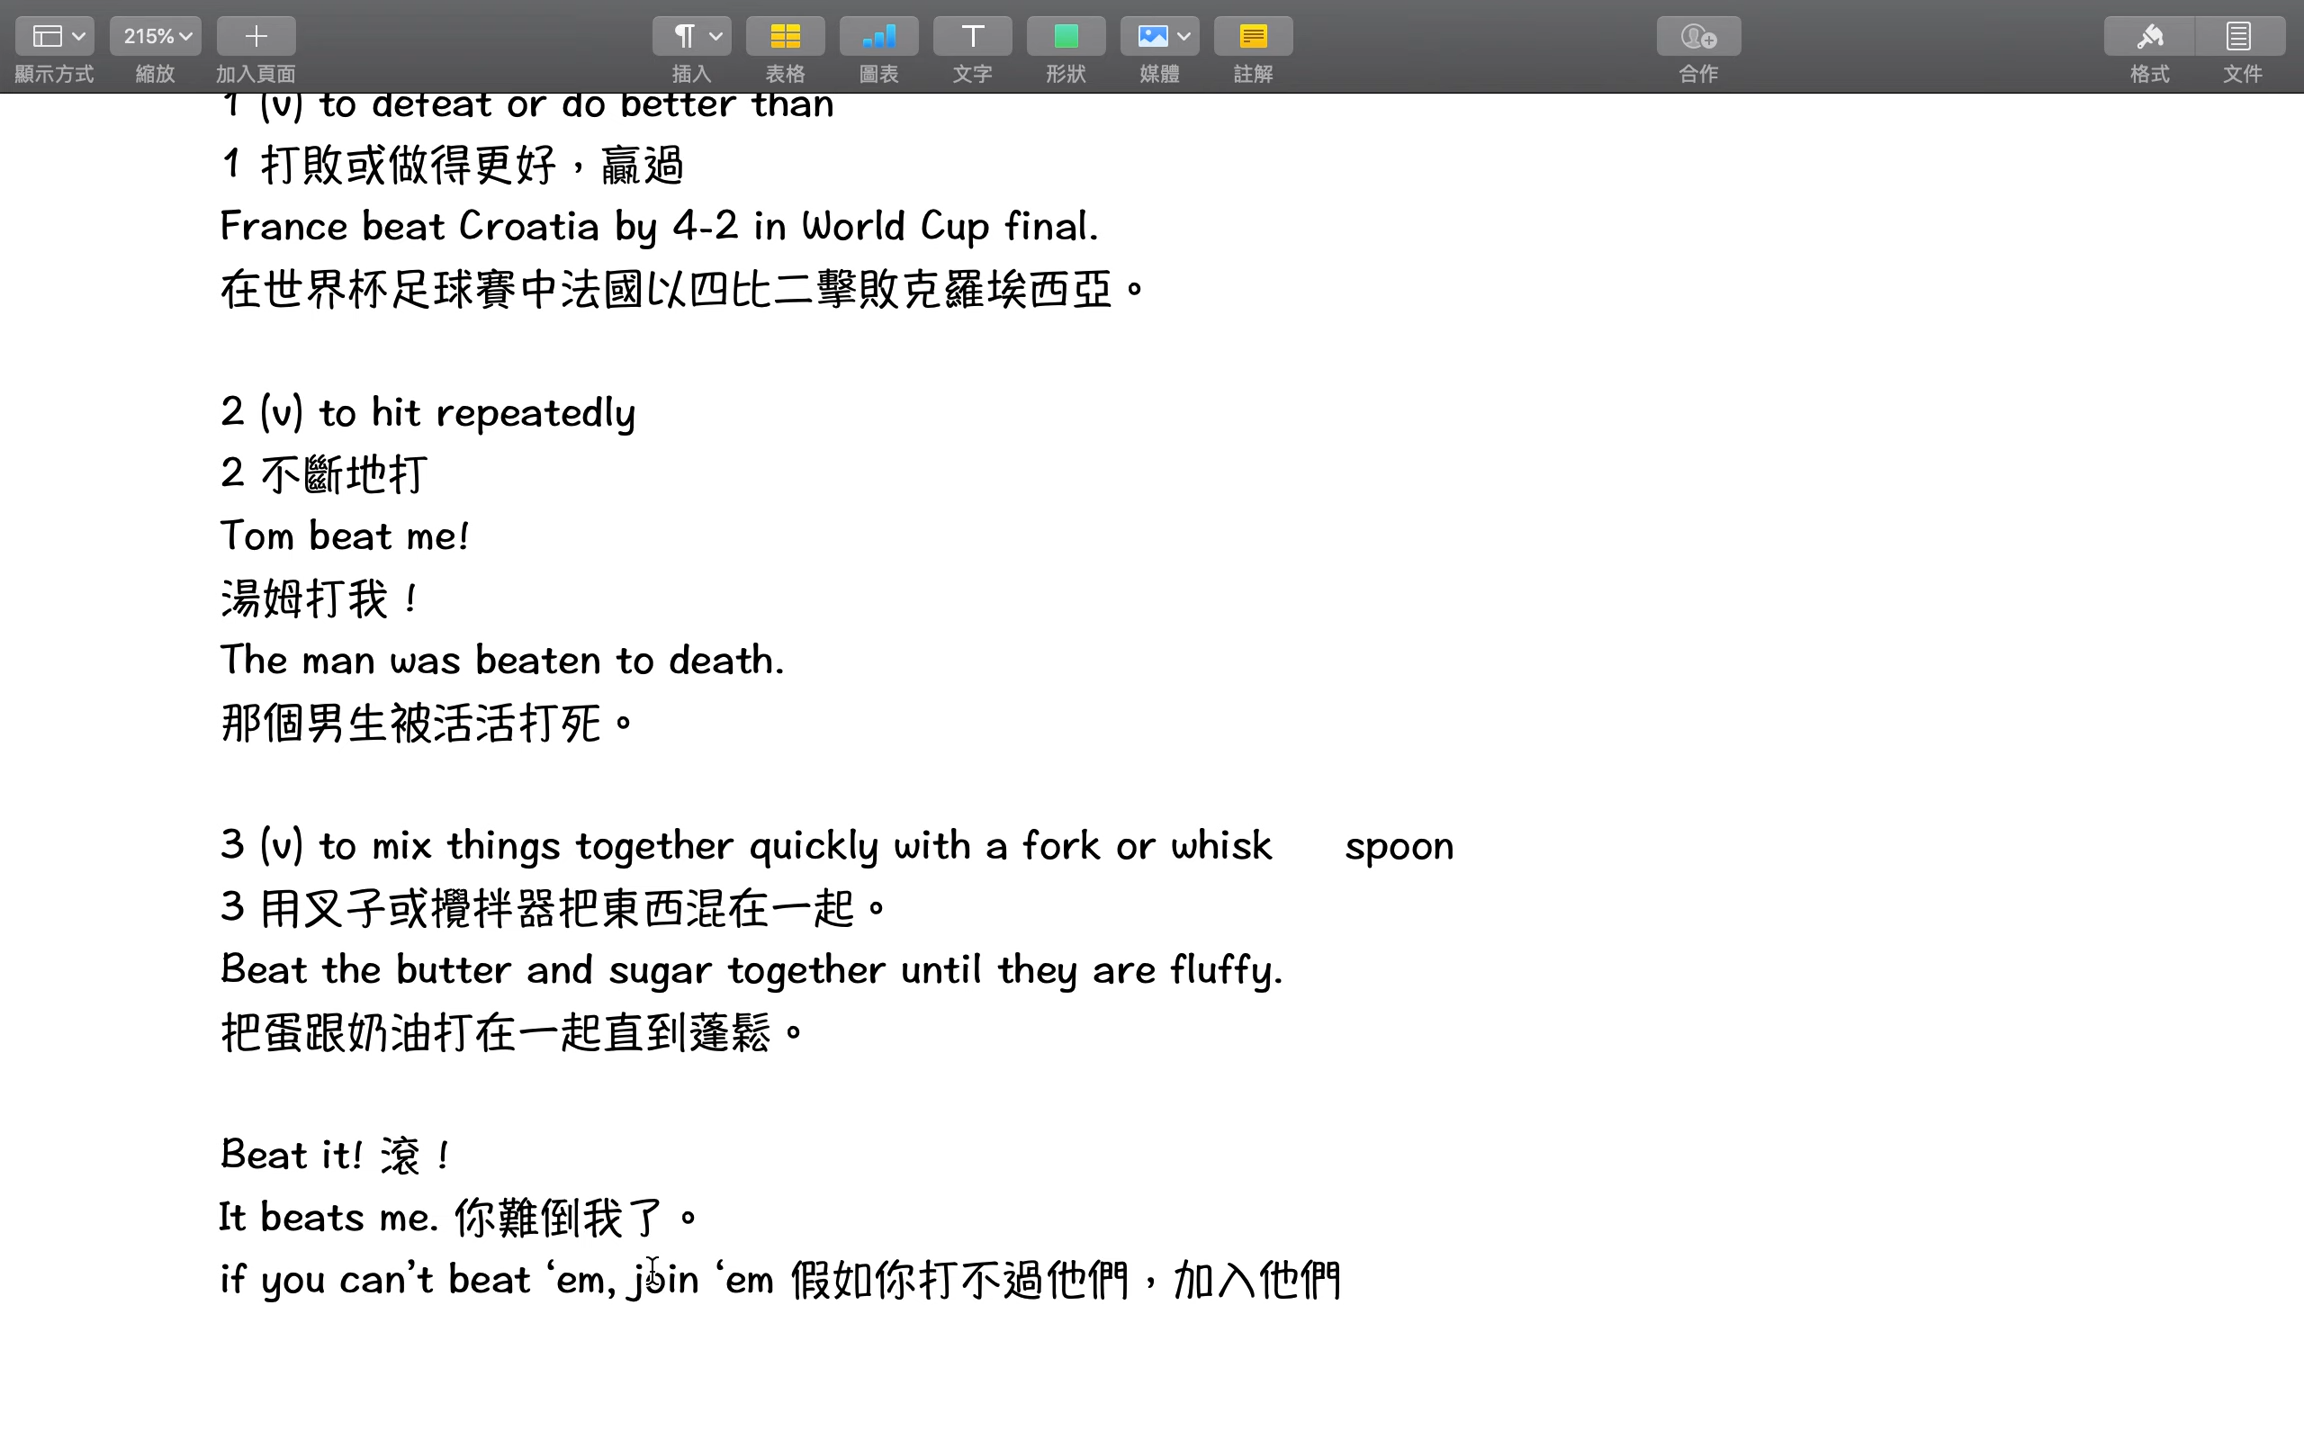 215%
顯示方式 縮放 加入頁面 插入 表格 圖表 文字 形狀 媒體 註解 合作 格式 文件
1 (v) to defeat or do better than
1 打敗或做得更好，贏過
France beat Croatia by 4-2 in World Cup final.
在世界杯足球賽中法國以四比二擊敗克羅埃西亞。
2 (v) to hit repeatedly
2 不斷地打
Tom beat me!
湯姆打我！
The man was beaten to death.
那個男生被活活打死。
3 (v) to mix things together quickly with a fork or whisk spoon
3 用叉子或攪拌器把東西混在一起。
Beat the butter and sugar together until they are fluffy.
把蛋跟奶油打在一起直到蓬鬆。
Beat it! 滾！
It beats me. 你難倒我了。
if you can’t beat ‘em, join ‘em 假如你打不過他們，加入他們